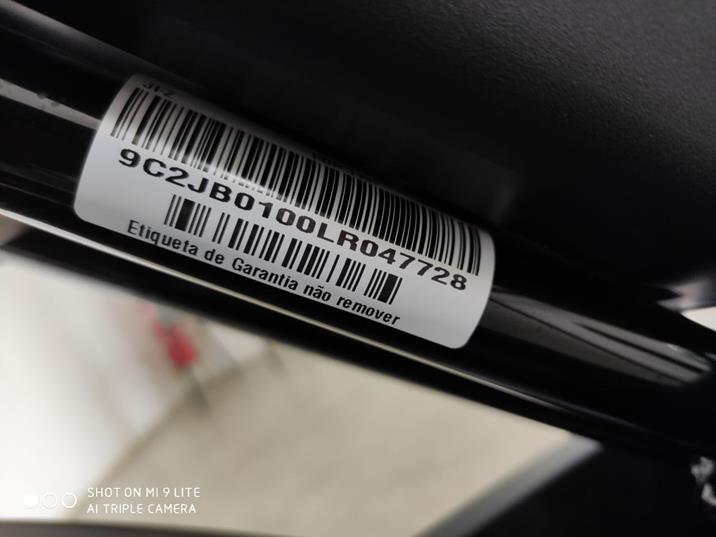 9C2JB0100LR047728
Etiqueta de Garantia não remover
SHOT ON MI 9 LITE
AI TRIPLE CAMERA